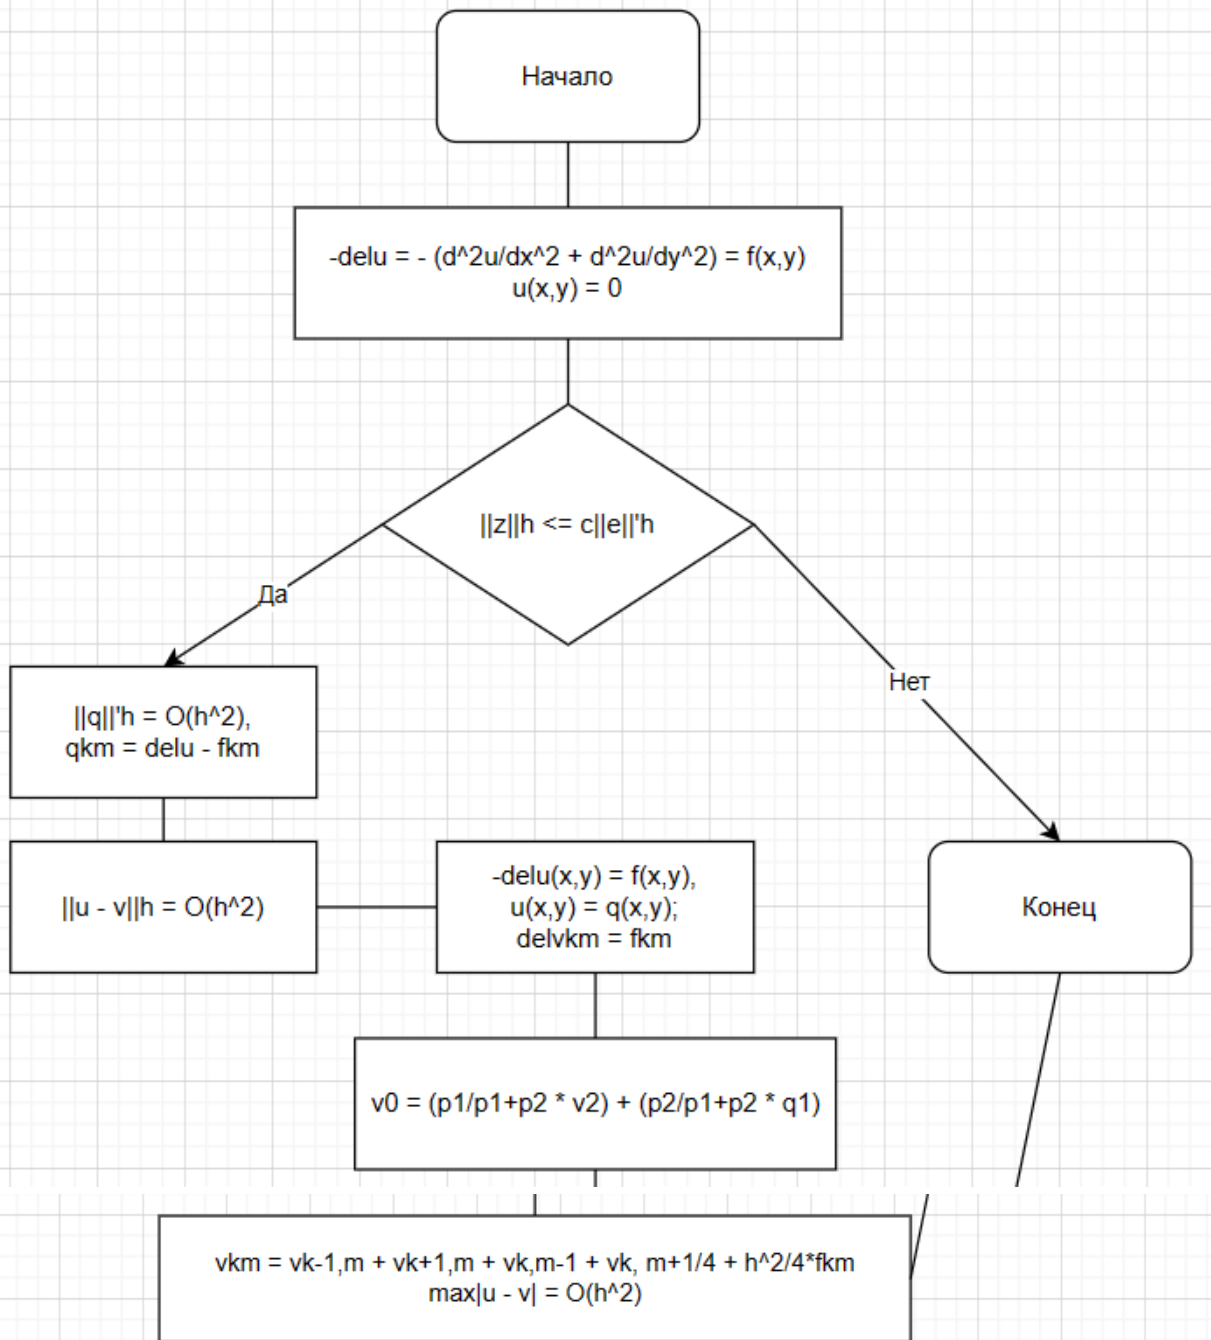 Начало
-delu = - (d^2u/dx^2 + d^2u/dy^2) = f(x,y)
u(x,y) = 0
||z||h <= c||e||'h
Да
Нет
||q||'h = O(h^2),
qkm = delu - fkm
||u - v||h = O(h^2)
-delu(x,y) = f(x,y),
u(x,y) = q(x,y);
delvkm = fkm
Конец
v0 = (p1/p1+p2 * v2) + (p2/p1+p2 * q1)
vkm = vk-1,m + vk+1,m + vk,m-1 + vk, m+1/4 + h^2/4*fkm
max|u - v| = O(h^2)